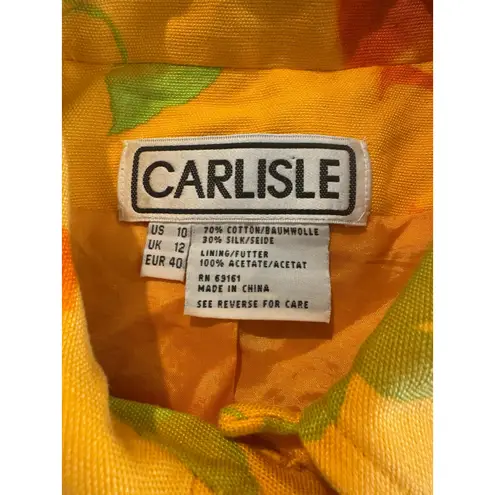 CARLISLE
US 10
UK 12
EUR 40
70% COTTON/BAUMWOLLE
30% SILK/SEIDE
LINING/FUTTER
100% ACETATE/ACETAT
RN 69161
MADE IN CHINA
SEE REVERSE FOR CARE